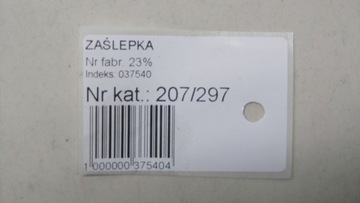 ZAŚLEPKA
Nr fabr. 23%
Indeks: 037540
Nr kat.: 207/297
1 000000 375404